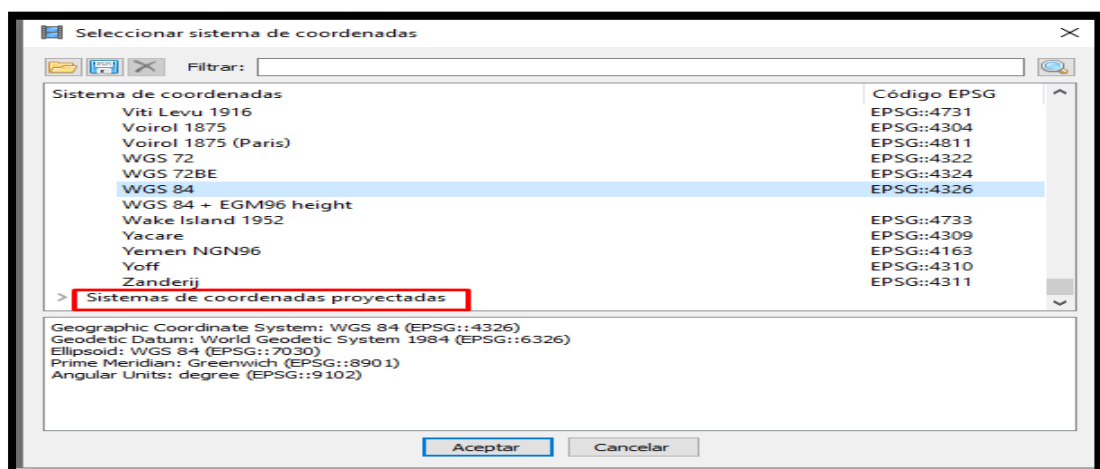 Seleccionar sistema de coordenadas
Filtrar:
Sistema de coordenadas Código EPSG
Viti Levu 1916 EPSG::4731
Voirol 1875 EPSG::4304
Voirol 1875 (Paris) EPSG::4811
WGS 72 EPSG::4322
WGS 72BE EPSG::4324
WGS 84 EPSG::4326
WGS 84 + EGM96 height
Wake Island 1952 EPSG::4733
Yacare EPSG::4309
Yemen NGN96 EPSG::4163
Yoff EPSG::4310
Zanderij EPSG::4311
Sistemas de coordenadas proyectadas
Geographic Coordinate System: WGS 84 (EPSG::4326)
Geodetic Datum: World Geodetic System 1984 (EPSG::6326)
Ellipsoid: WGS 84 (EPSG::7030)
Prime Meridian: Greenwich (EPSG::8901)
Angular Units: degree (EPSG::9102)
Aceptar Cancelar